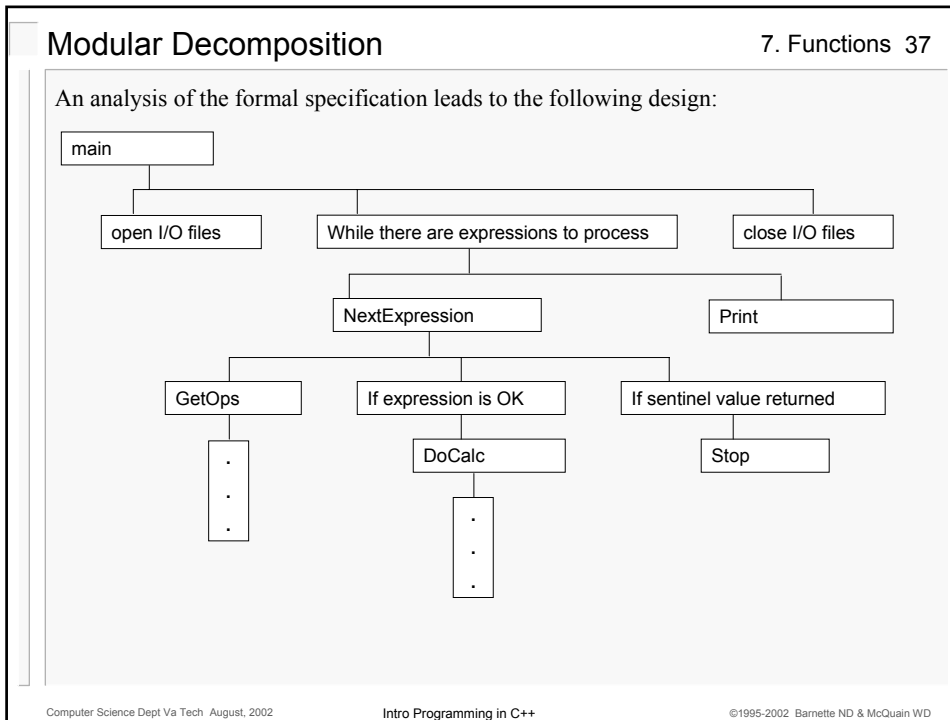 Modular Decomposition
7. Functions 37
An analysis of the formal specification leads to the following design:
main
open I/O files
While there are expressions to process
close I/O files
NextExpression
Print
GetOps
If expression is OK
If sentinel value returned
.
.
.
DoCalc
Stop
.
.
.
Computer Science Dept Va Tech August, 2002
Intro Programming in C++
©1995-2002 Barnette ND & McQuain WD